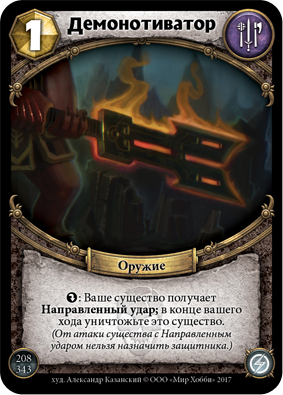 Демонотиватор
1
Оружие
: Ваше существо получает
Направленный удар; в конце вашего
хода уничтожьте это существо.
(От атаки существа с Направленным
ударом нельзя назначить защитника.)
208
343
худ. Александр Казанский © ООО «Мир Хобби» 2017